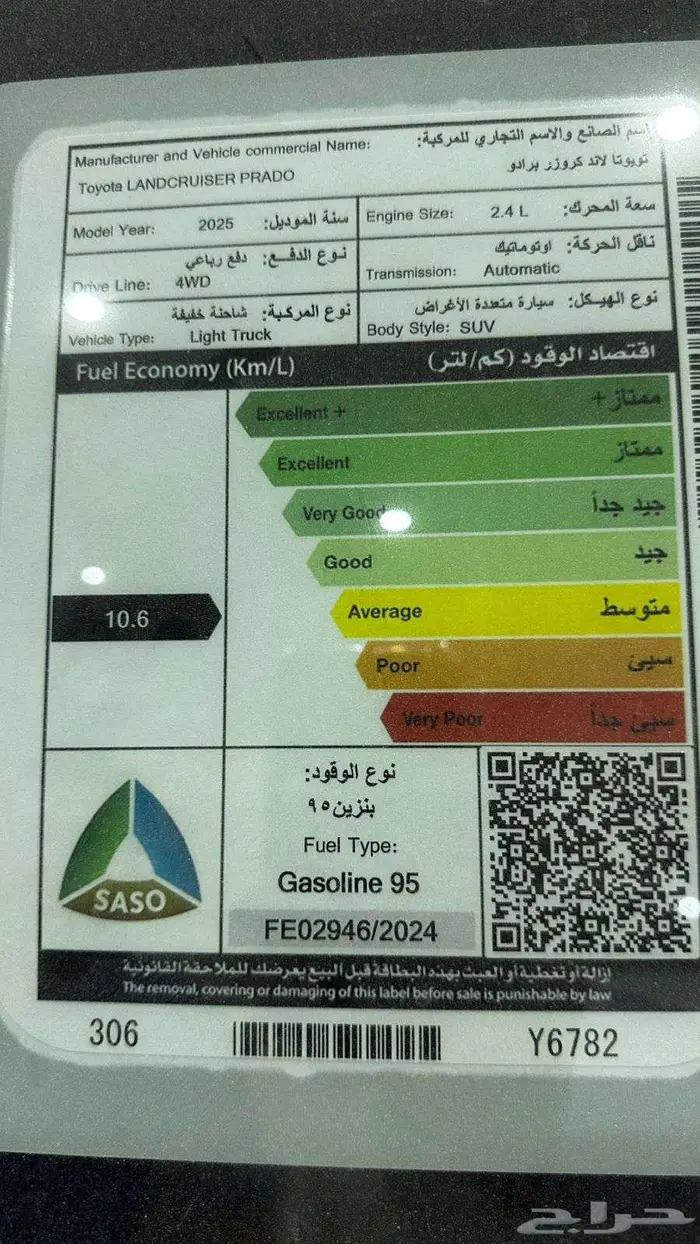 Manufacturer and Vehicle commercial Name: اسم الصانع والاسم التجاري للمركبة:
Toyota LANDCRUISER PRADO تويوتا لاند كروزر برادو
Model Year: 2025 سنة الموديل:
Engine Size: 2.4 L سعة المحرك:
نوع الدفـــع: دفع رباعي
Drive Line: 4WD
ناقل الحركة: اوتوماتيك
Transmission: Automatic
نوع المركبة: شاحنة خفيفة
Vehicle Type: Light Truck
نوع الهيكل: سيارة متعددة الأغراض
Body Style: SUV
Fuel Economy (Km/L) اقتصاد الوقود (كم/لتر)
Excellent + ممتاز+
Excellent ممتاز
Very Good جيد جداً
Good جيد
10.6
Average متوسط
Poor سيئ
Very Poor سيئ جداً
SASO
نوع الوقود:
بنزين ٩٥
Fuel Type:
Gasoline 95
FE02946/2024
إزالة أو تغطية أو العبث بهذه البطاقة قبل البيع يعرضك للملاحقة القانونية
The removal, covering or damaging of this label before sale is punishable by law
306 Y6782
حراج